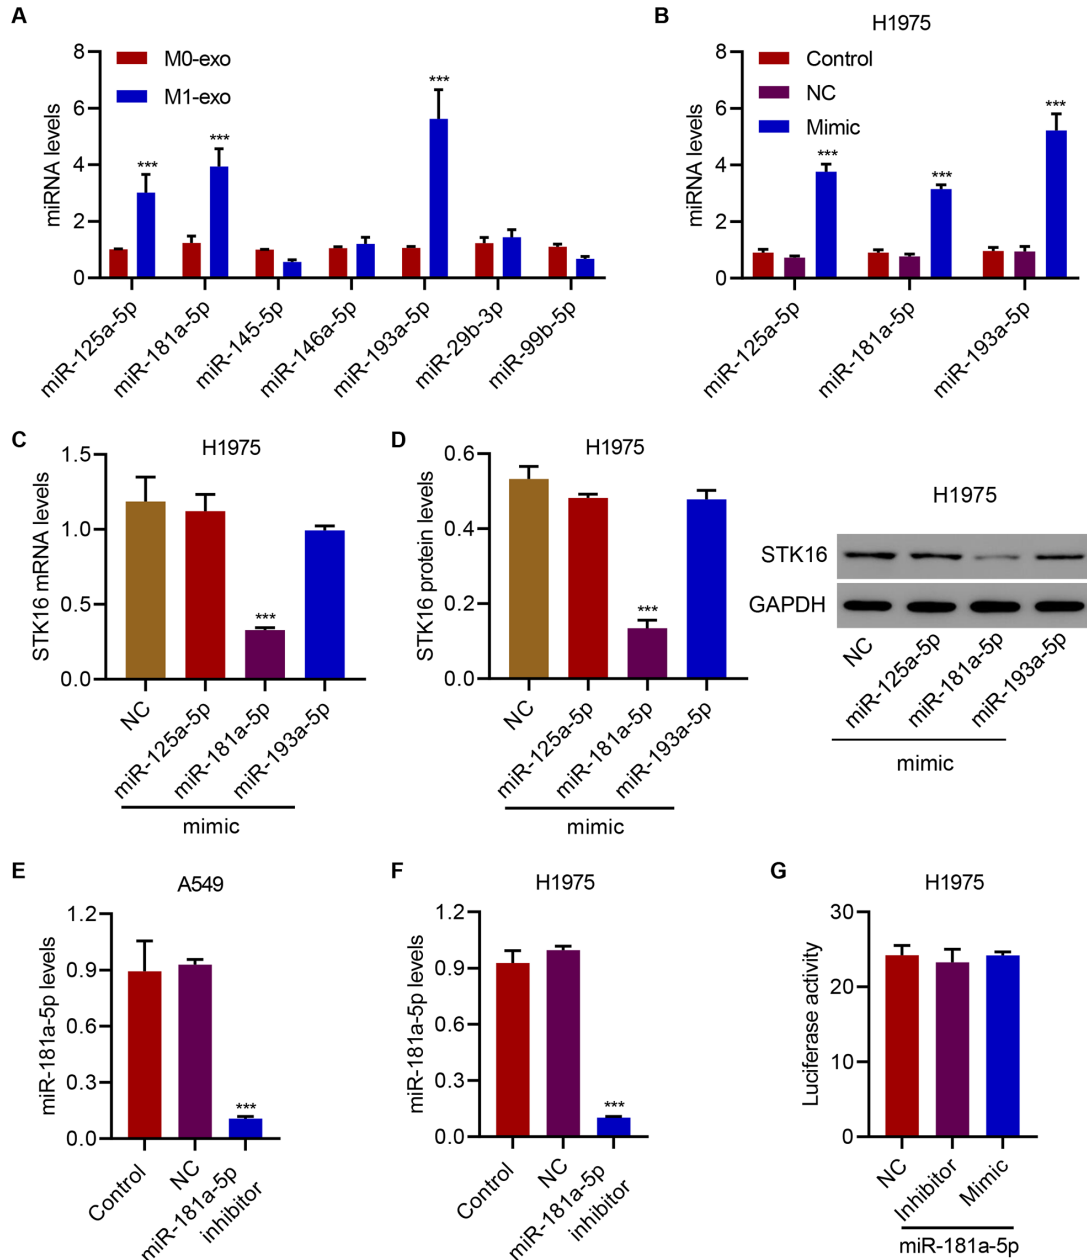 A
miRNA levels
8
6
4
2
0
M0-exo
M1-exo
***
***
***
miR-125a-5p
miR-181a-5p
miR-145-5p
miR-146a-5p
miR-193a-5p
miR-29b-3p
miR-99b-5p
B
H1975
miRNA levels
8
6
4
2
0
Control
NC
Mimic
***
***
***
miR-125a-5p
miR-181a-5p
miR-193a-5p
C
H1975
STK16 mRNA levels
1.5
1.0
0.5
0.0
***
NC
miR-125a-5p
miR-181a-5p
miR-193a-5p
mimic
D
H1975
STK16 protein levels
0.6
0.4
0.2
0.0
***
NC
miR-125a-5p
miR-181a-5p
miR-193a-5p
mimic
H1975
STK16
GAPDH
NC
miR-125a-5p
miR-181a-5p
miR-193a-5p
mimic
E
A549
miR-181a-5p levels
1.2
0.9
0.6
0.3
0.0
***
Control
NC
miR-181a-5p
inhibitor
F
H1975
miR-181a-5p levels
1.2
0.9
0.6
0.3
0.0
***
Control
NC
miR-181a-5p
inhibitor
G
H1975
Luciferase activity
30
20
10
0
NC
Inhibitor
Mimic
miR-181a-5p